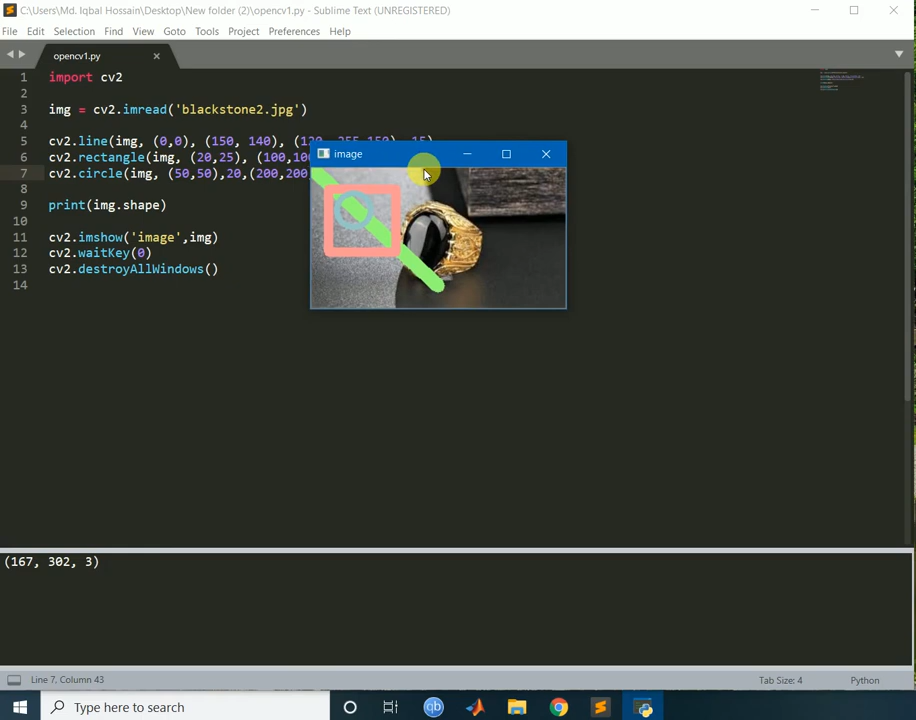 C:\Users\Md. Iqbal Hossain\Desktop\New folder (2)\opencv1.py - Sublime Text (UNREGISTERED)
File Edit Selection Find View Goto Tools Project Preferences Help
opencv1.py
1 import cv2
2
3 img = cv2.imread('blackstone2.jpg')
4
5 cv2.line(img, (0,0), (150, 140), (120, 255,150), 15)
6 cv2.rectangle(img, (20,25), (100,
7 cv2.circle(img, (50,50),20,(200,200
8
9 print(img.shape)
10
11 cv2.imshow('image',img)
12 cv2.waitKey(0)
13 cv2.destroyAllWindows()
14
image
(167, 302, 3)
Line 7, Column 43
Tab Size: 4
Python
Type here to search
qb